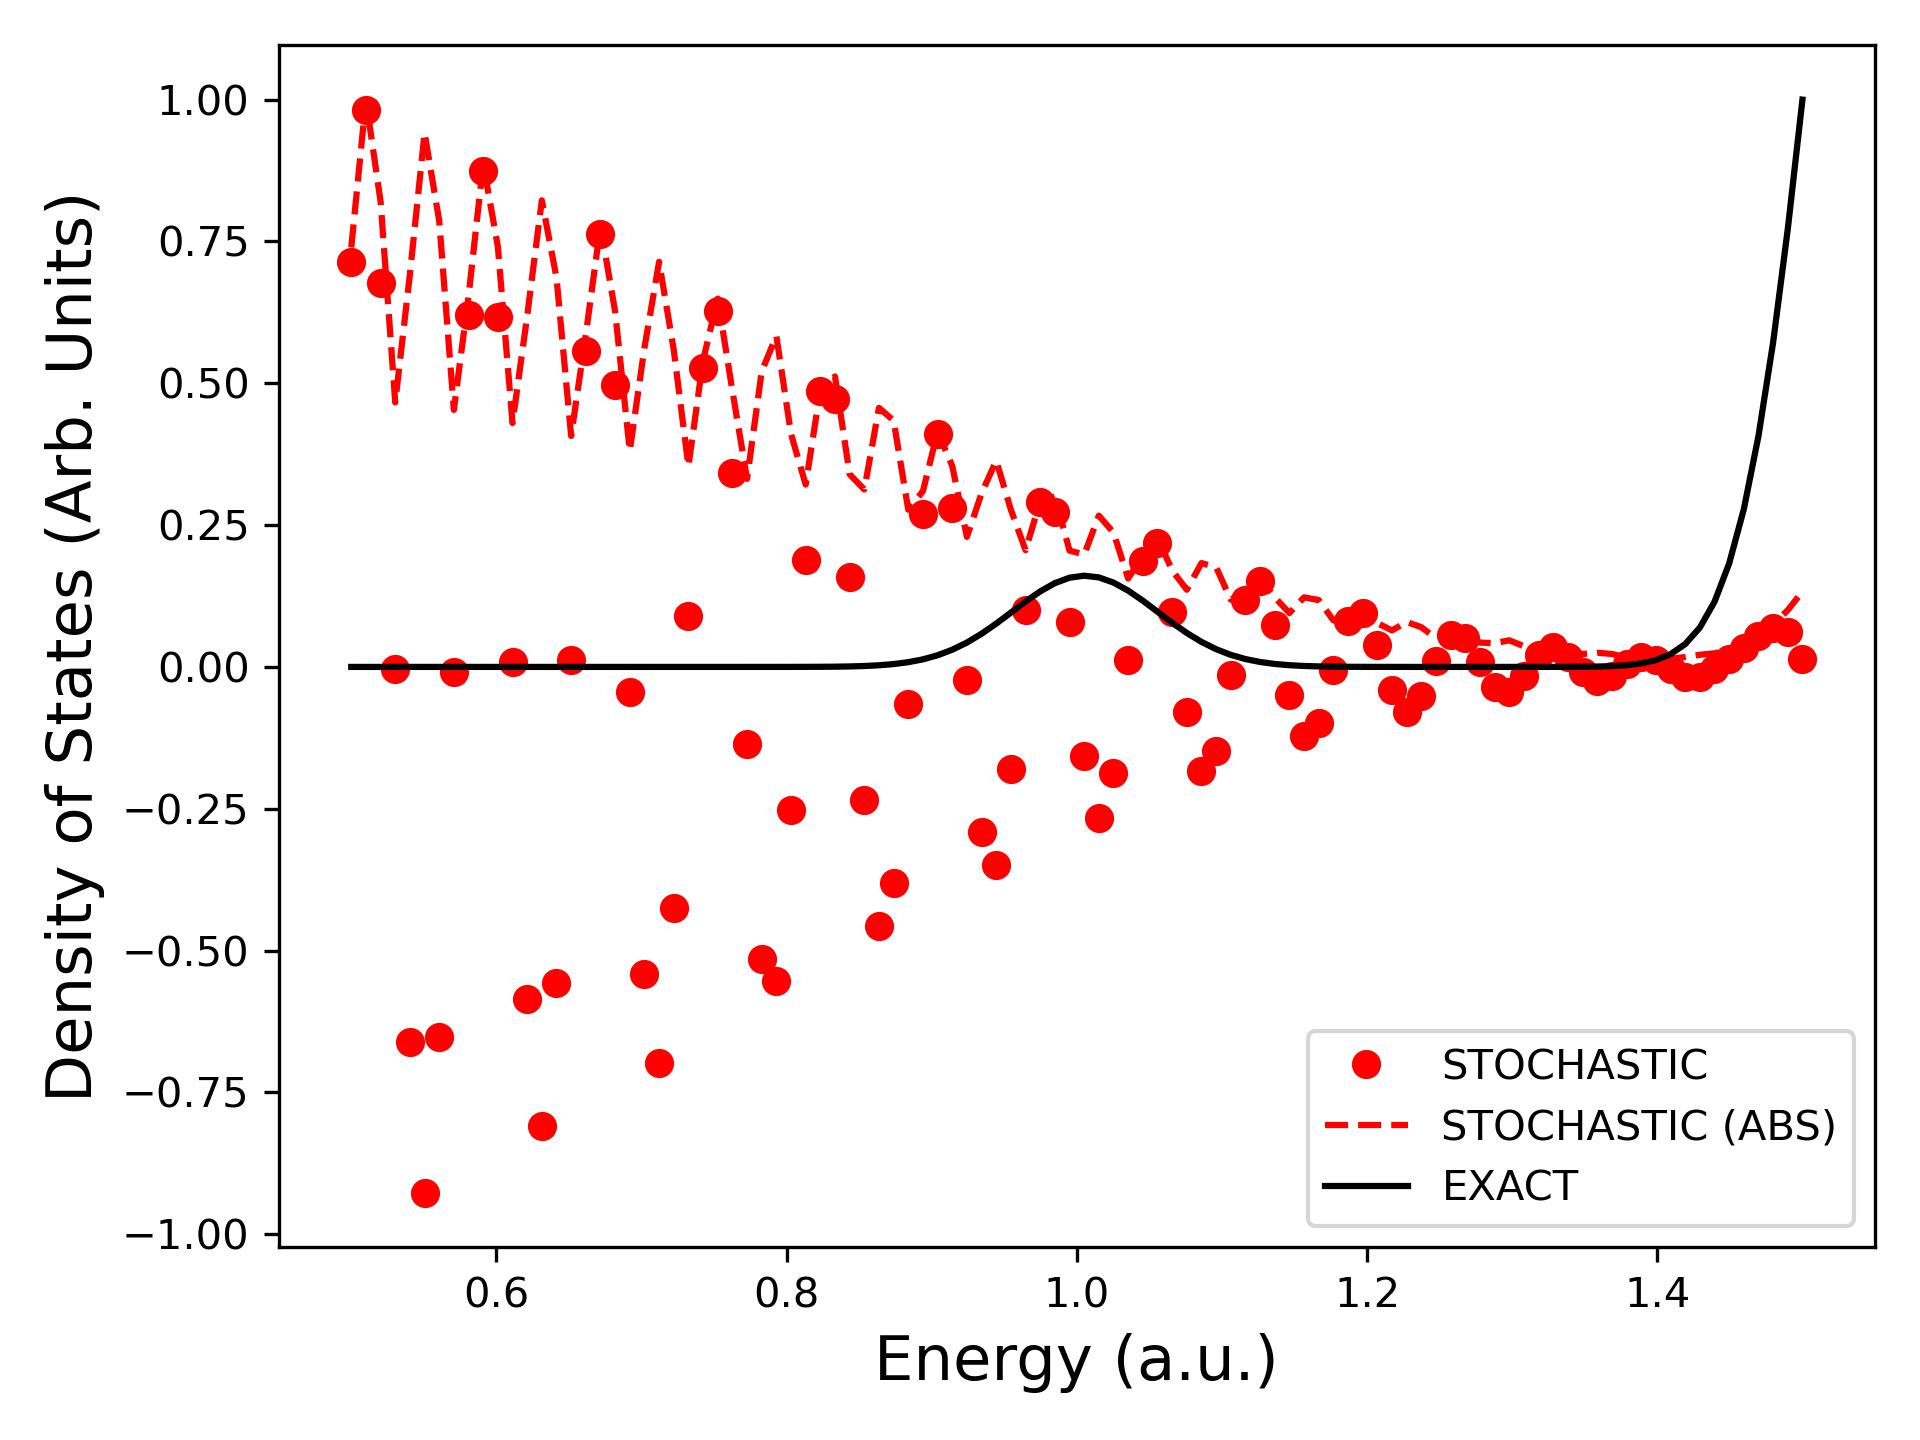 1.00
0.75
0.50
0.25
0.00
−0.25
−0.50
−0.75
−1.00
Density of States (Arb. Units)
STOCHASTIC
STOCHASTIC (ABS)
EXACT
0.6 0.8 1.0 1.2 1.4
Energy (a.u.)